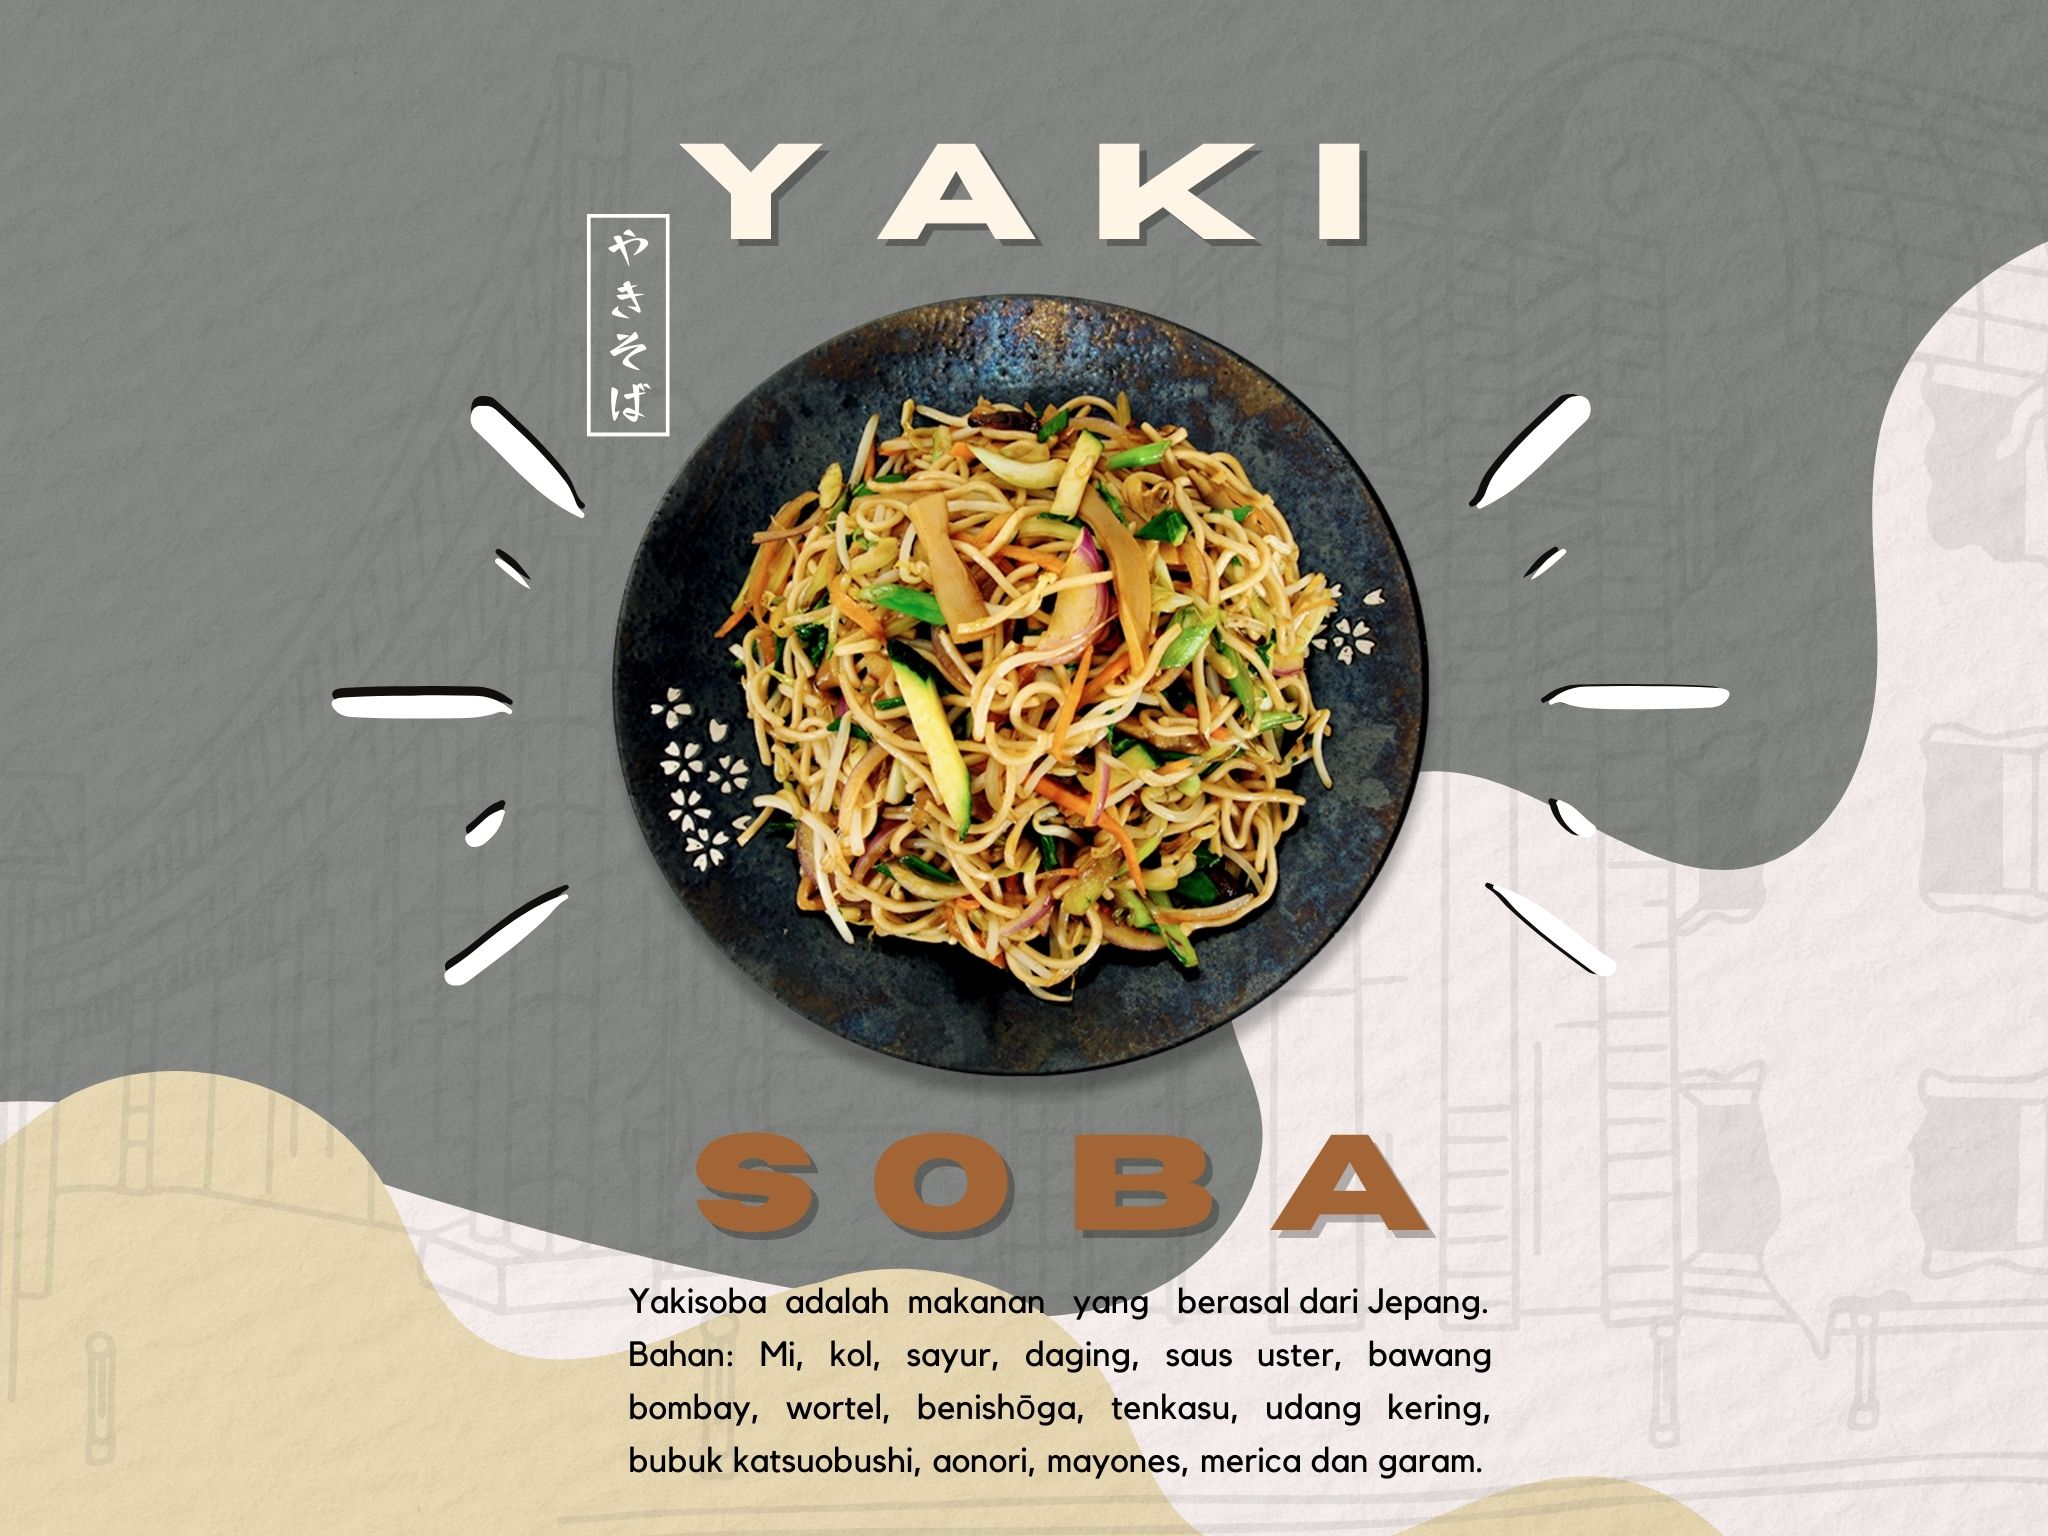 YAKI
やきそば
SOBA
Yakisoba adalah makanan yang berasal dari Jepang.
Bahan: Mi, kol, sayur, daging, saus uster, bawang
bombay, wortel, benishōga, tenkasu, udang kering,
bubuk katsuobushi, aonori, mayones, merica dan garam.